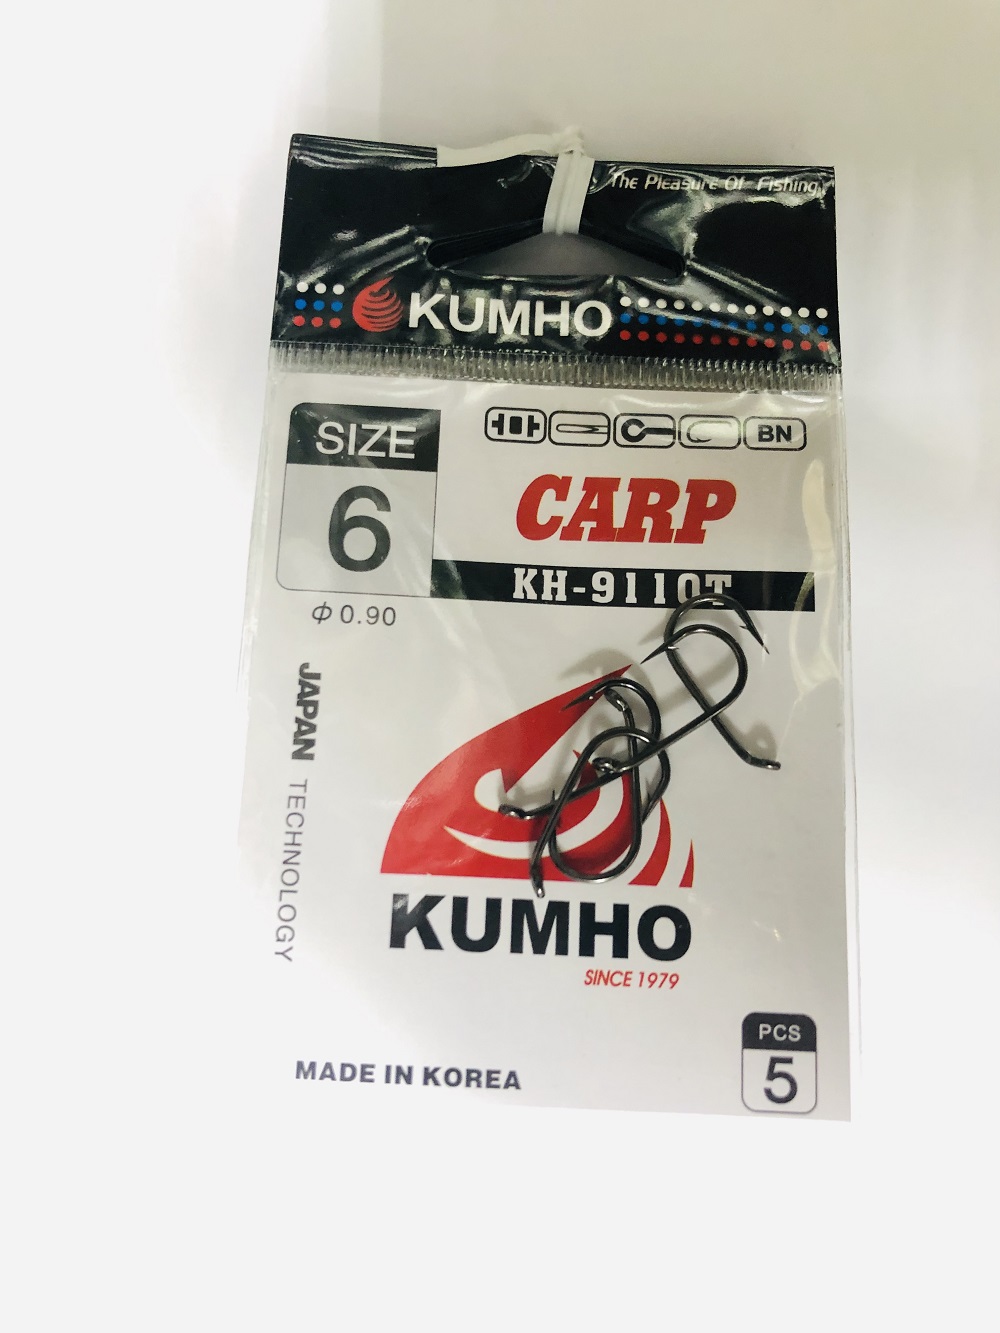 The Pleasure Of Fishing
KUMHO
SIZE
6
BN
CARP
KH-9110T
Φ 0.90
JAPAN TECHNOLOGY
KUMHO
SINCE 1979
MADE IN KOREA
PCS
5